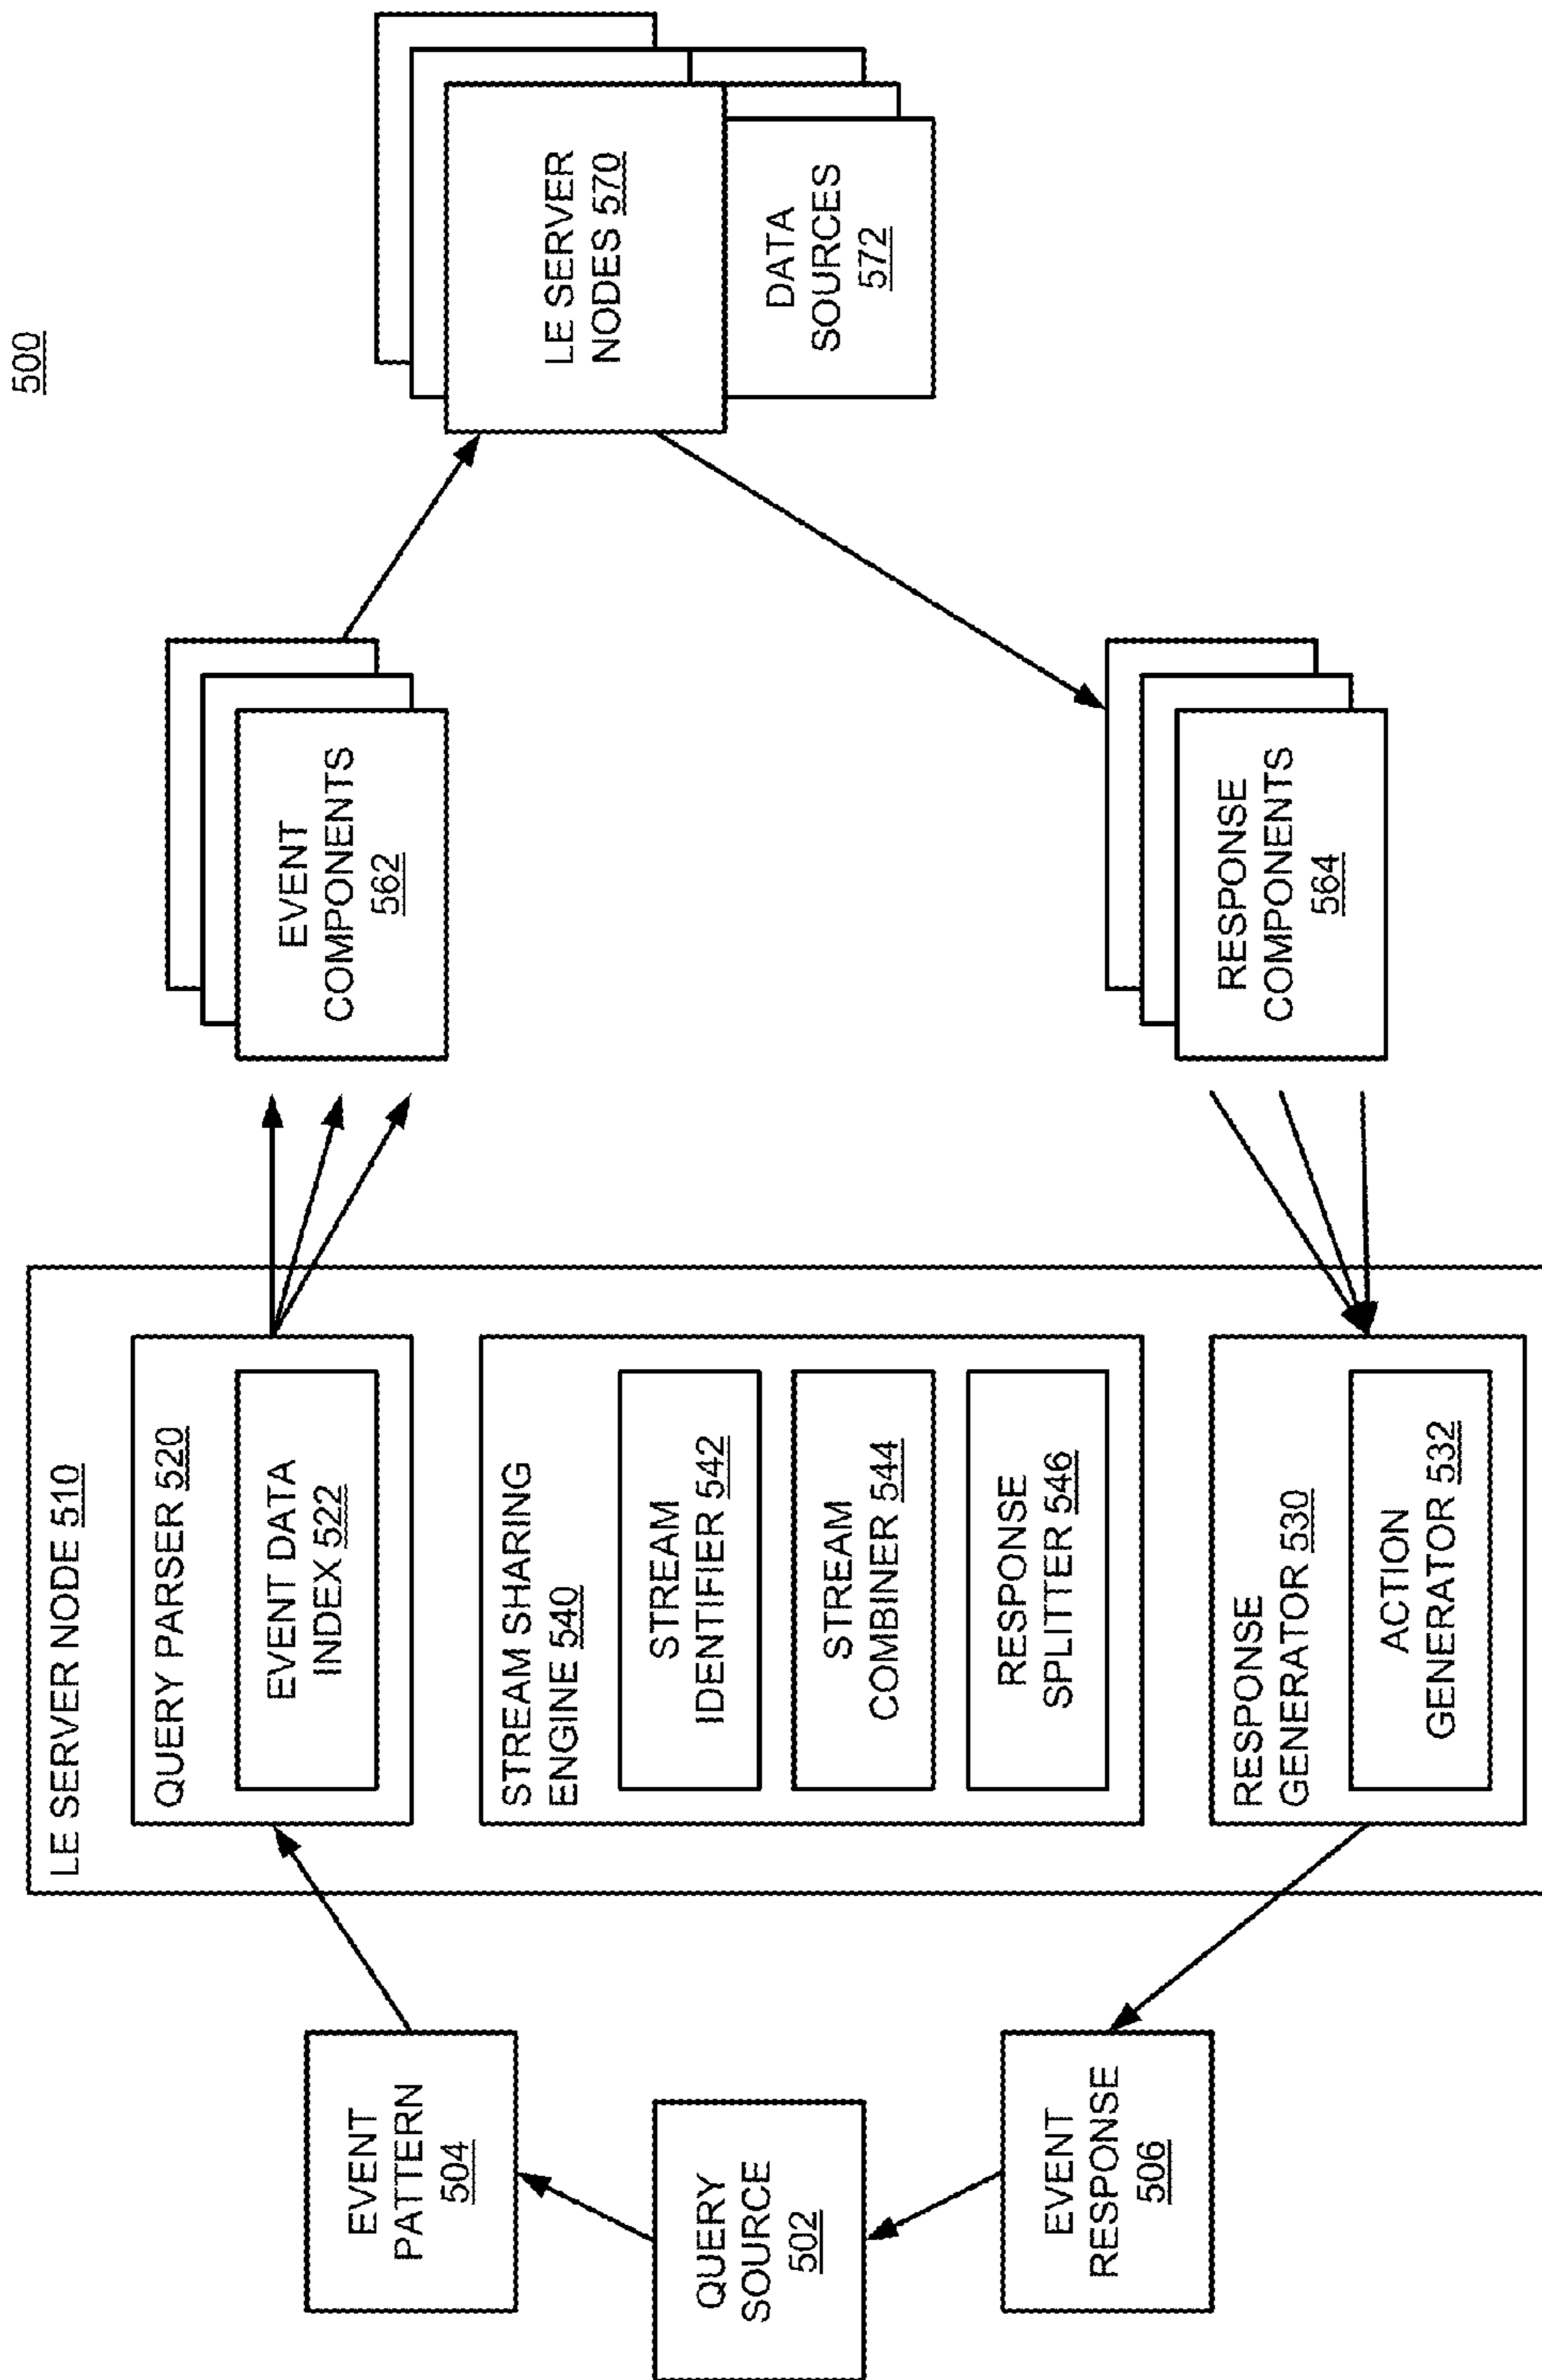 500
LE SERVER NODE 510
QUERY PARSER 520
EVENT DATA
INDEX 522
STREAM SHARING
ENGINE 540
STREAM
IDENTIFIER 542
STREAM
COMBINER 544
RESPONSE
SPLITTER 546
RESPONSE
GENERATOR 530
ACTION
GENERATOR 532
EVENT
PATTERN
504
QUERY
SOURCE
502
EVENT
RESPONSE
506
EVENT
COMPONENTS
562
RESPONSE
COMPONENTS
564
LE SERVER
NODES 570
DATA
SOURCES
572